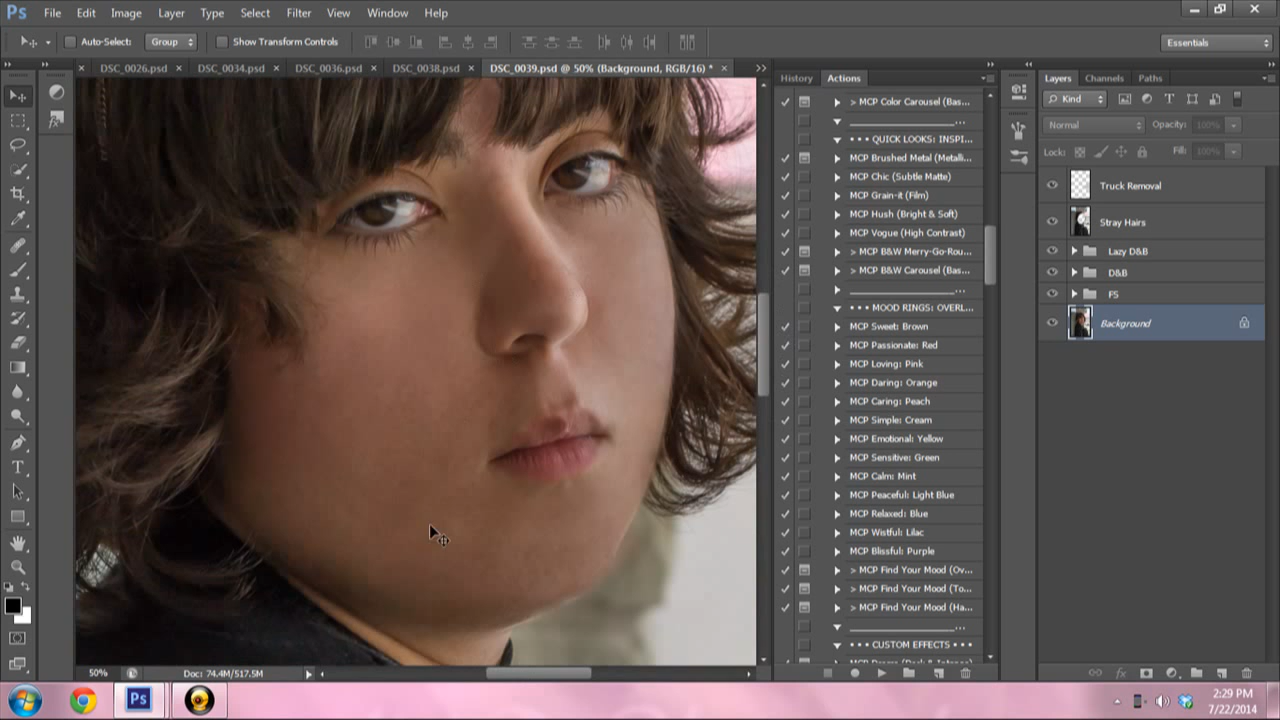 Ps File Edit Image Layer Type Select Filter View Window Help
Auto-Select: Group Show Transform Controls Essentials
DSC_0026.psd × DSC_0034.psd × DSC_0036.psd × DSC_0038.psd × DSC_0039.psd @ 50% (Background, RGB/16) * ×
History Actions
> MCP Color Carousel (Bas...
• • • QUICK LOOKS: INSPI...
MCP Brushed Metal (Metalli...
MCP Chic (Subtle Matte)
MCP Grain-it (Film)
MCP Hush (Bright & Soft)
MCP Vogue (High Contrast)
> MCP B&W Merry-Go-Rou...
> MCP B&W Carousel (Bas...
• • • MOOD RINGS: OVERL...
MCP Sweet: Brown
MCP Passionate: Red
MCP Loving: Pink
MCP Daring: Orange
MCP Caring: Peach
MCP Simple: Cream
MCP Emotional: Yellow
MCP Sensitive: Green
MCP Calm: Mint
MCP Peaceful: Light Blue
MCP Relaxed: Blue
MCP Wistful: Lilac
MCP Blissful: Purple
> MCP Find Your Mood (Ov...
> MCP Find Your Mood (To...
> MCP Find Your Mood (Ha...
• • • CUSTOM EFFECTS • • •
Layers Channels Paths
Kind
Normal Opacity: 100%
Lock: Fill: 100%
Truck Removal
Stray Hairs
Lazy D&B
D&B
FS
Background
50% Doc: 74.4M/517.5M
Ps
2:29 PM
7/22/2014